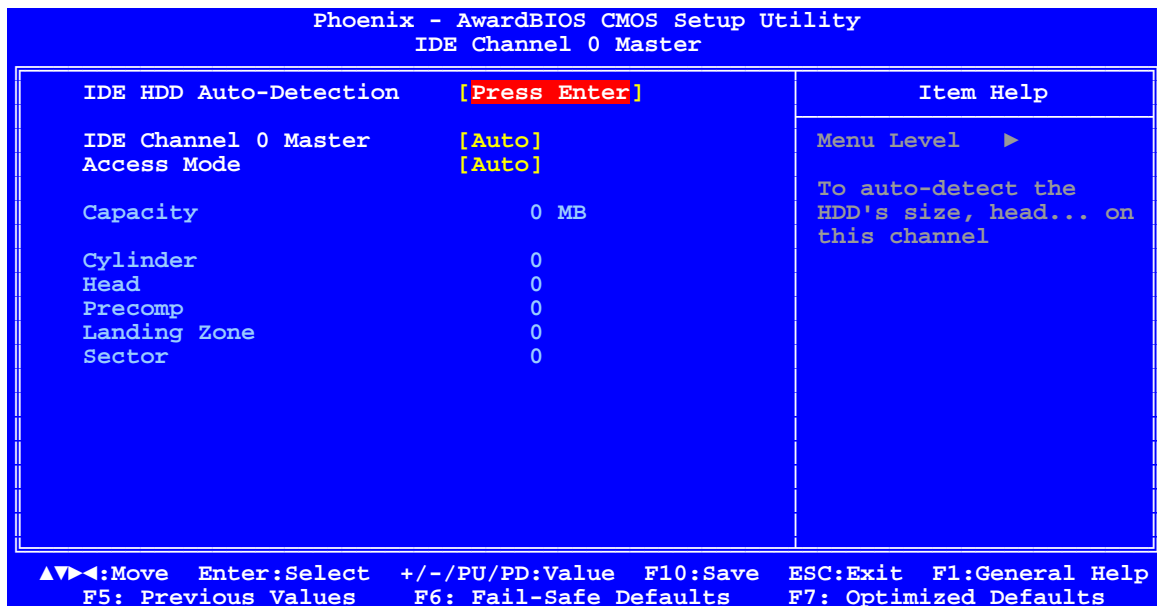 Phoenix - AwardBIOS CMOS Setup Utility
IDE Channel 0 Master
IDE HDD Auto-Detection [Press Enter]
IDE Channel 0 Master [Auto]
Access Mode [Auto]
Capacity 0 MB
Cylinder 0
Head 0
Precomp 0
Landing Zone 0
Sector 0
Item Help
Menu Level ►
To auto-detect the
HDD's size, head... on
this channel
▲▼►◄:Move Enter:Select +/-/PU/PD:Value F10:Save ESC:Exit F1:General Help
F5: Previous Values F6: Fail-Safe Defaults F7: Optimized Defaults